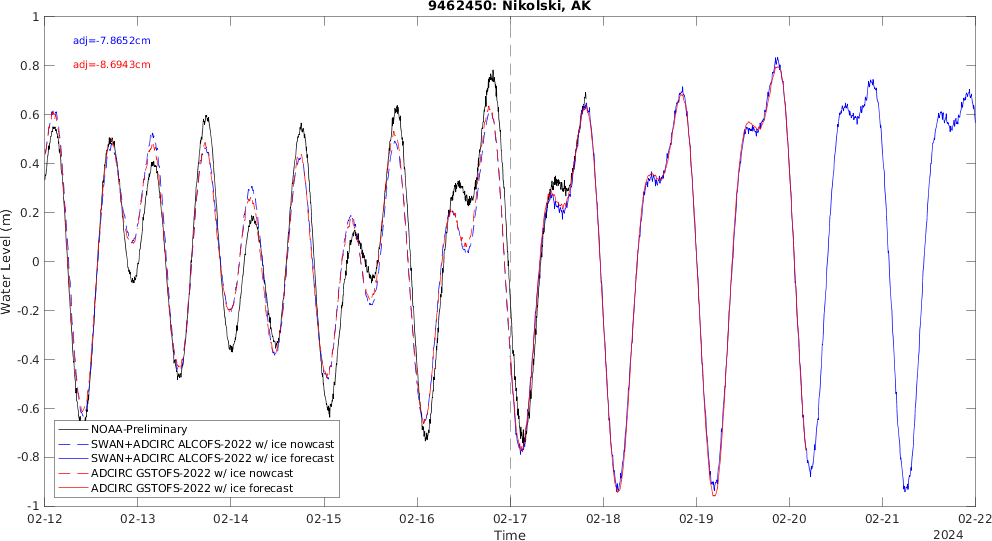 9462450: Nikolski, AK
adj=-7.8652cm
adj=-8.6943cm
Water Level (m)
1
0.8
0.6
0.4
0.2
0
-0.2
-0.4
-0.6
-0.8
-1
NOAA-Preliminary
SWAN+ADCIRC ALCOFS-2022 w/ ice nowcast
SWAN+ADCIRC ALCOFS-2022 w/ ice forecast
ADCIRC GSTOFS-2022 w/ ice nowcast
ADCIRC GSTOFS-2022 w/ ice forecast
02-12 02-13 02-14 02-15 02-16 02-17 02-18 02-19 02-20 02-21 02-22
Time
2024